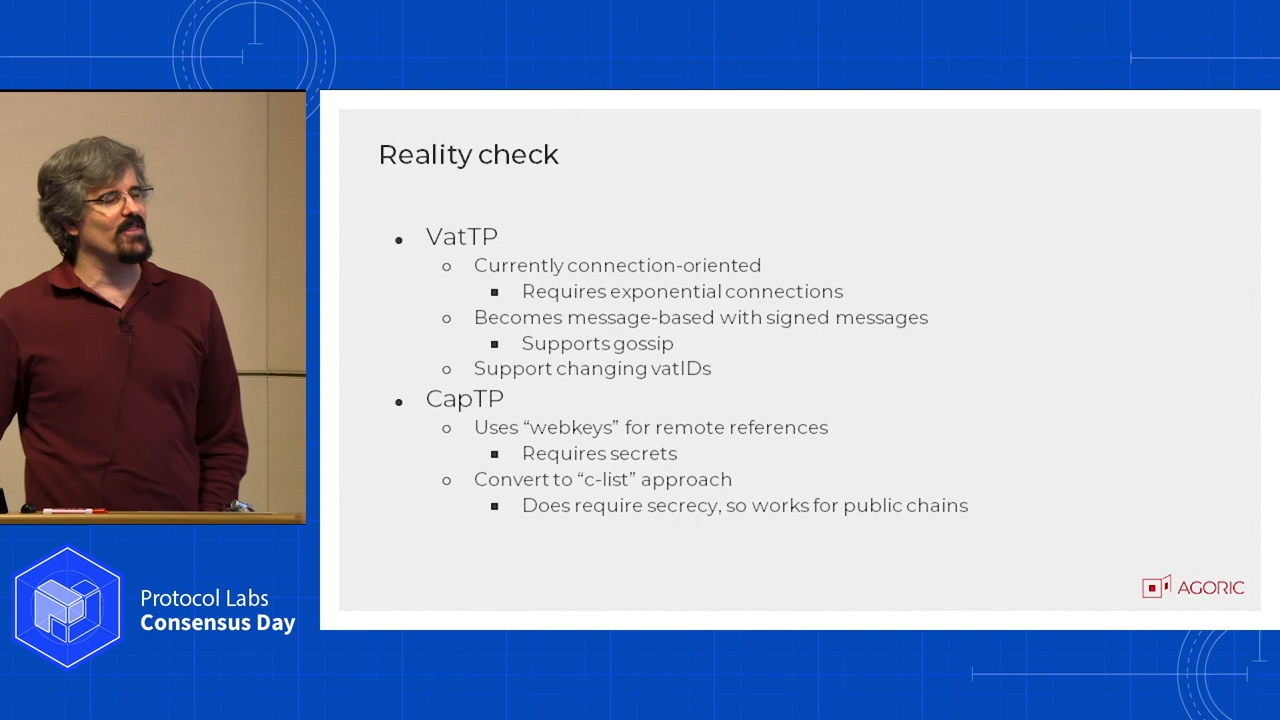 Reality check
VatTP
Currently connection-oriented
Requires exponential connections
Becomes message-based with signed messages
Supports gossip
Support changing vatIDs
CapTP
Uses “webkeys” for remote references
Requires secrets
Convert to “c-list” approach
Does require secrecy, so works for public chains
AGORIC
Protocol Labs
Consensus Day